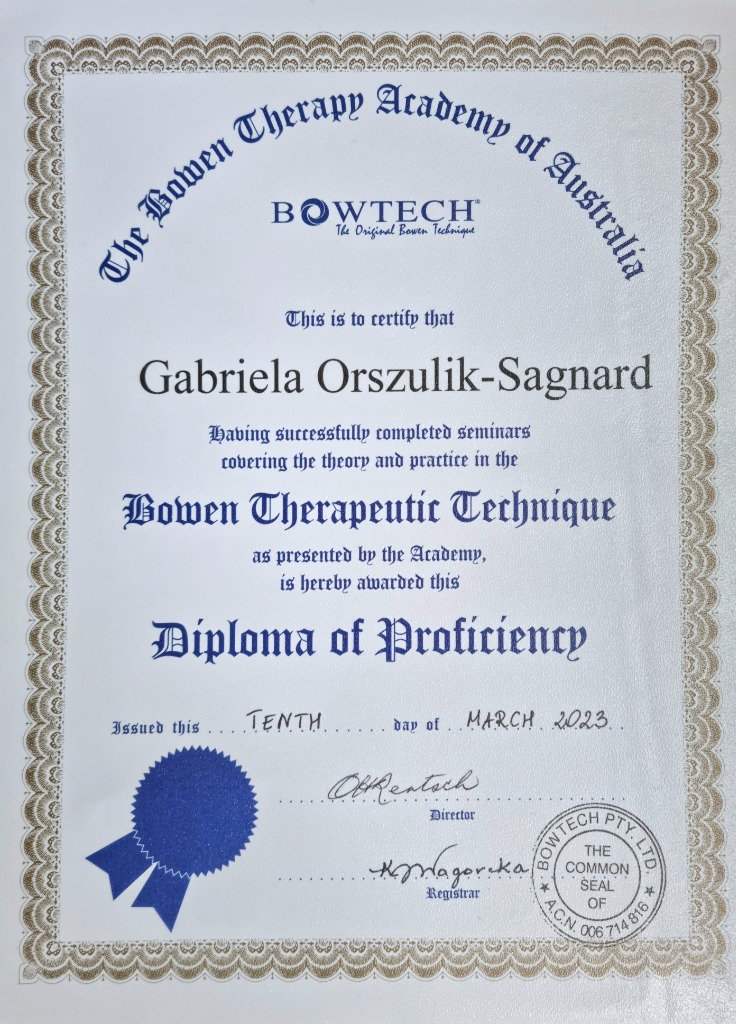 The Bowen Therapy Academy of Australia
BOWTECH®
The Original Bowen Technique
This is to certify that
Gabriela Orszulik-Sagnard
Having successfully completed seminars
covering the theory and practice in the
Bowen Therapeutic Technique
as presented by the Academy,
is hereby awarded this
Diploma of Proficiency
Issued this .... TENTH ....... day of .. MARCH 2023 ..
Director
Registrar
BOWTECH PTY. LTD.
THE
COMMON
SEAL
OF
★ A.C.N. 006 714 816 ★